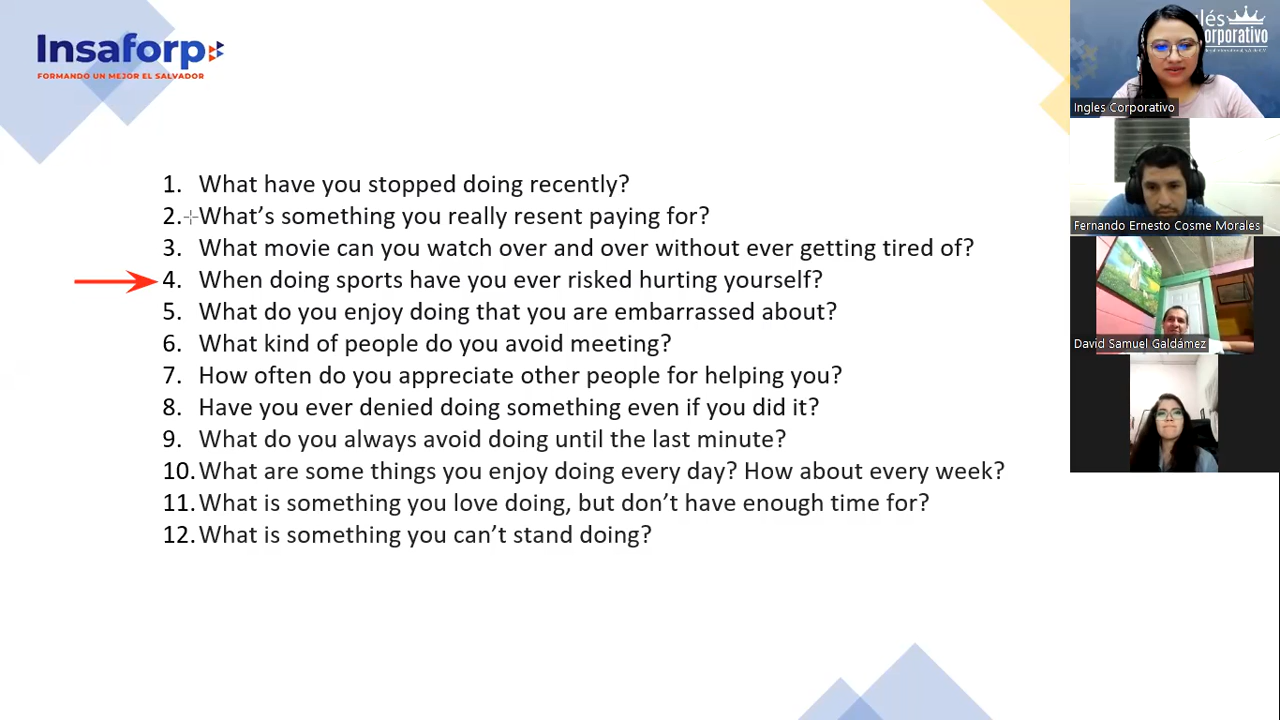 Insaforp
FORMANDO UN MEJOR EL SALVADOR
1. What have you stopped doing recently?
2. What's something you really resent paying for?
3. What movie can you watch over and over without ever getting tired of?
4. When doing sports have you ever risked hurting yourself?
5. What do you enjoy doing that you are embarrassed about?
6. What kind of people do you avoid meeting?
7. How often do you appreciate other people for helping you?
8. Have you ever denied doing something even if you did it?
9. What do you always avoid doing until the last minute?
10. What are some things you enjoy doing every day? How about every week?
11. What is something you love doing, but don't have enough time for?
12. What is something you can't stand doing?
Ingles Corporativo
Fernando Ernesto Cosme Morales
David Samuel Galdámez